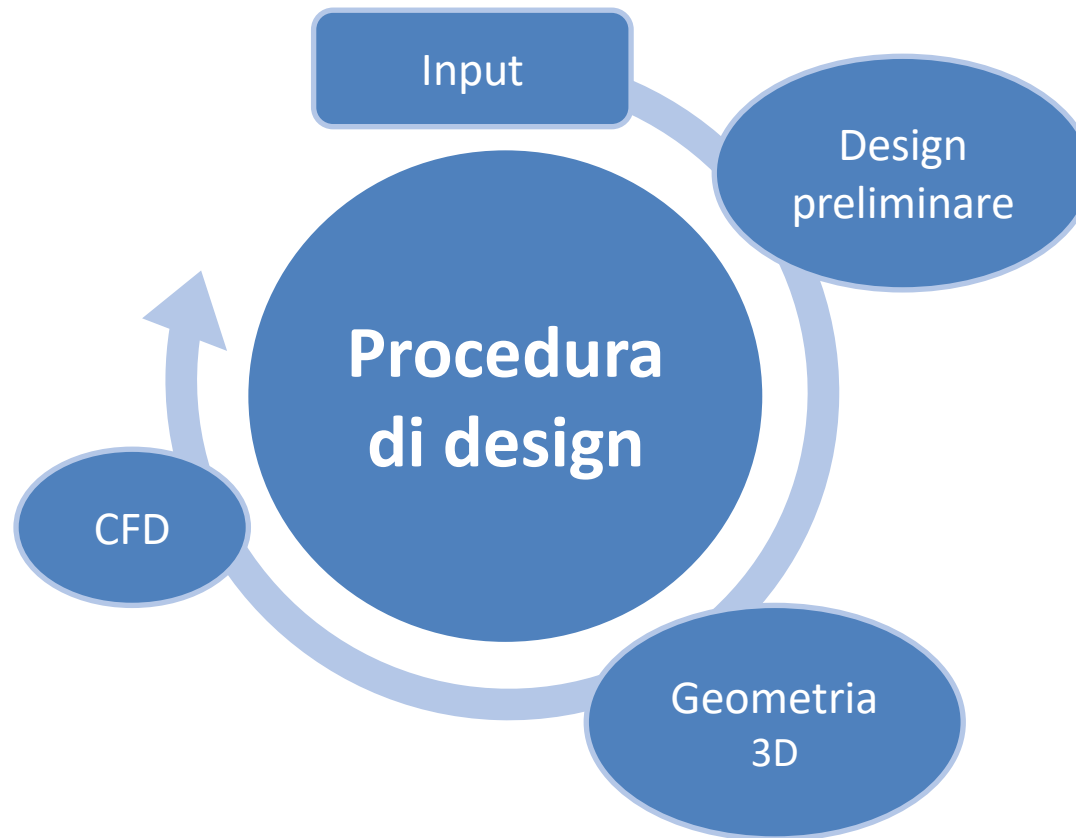 Input
Design
preliminare
Procedura
di design
CFD
Geometria
3D